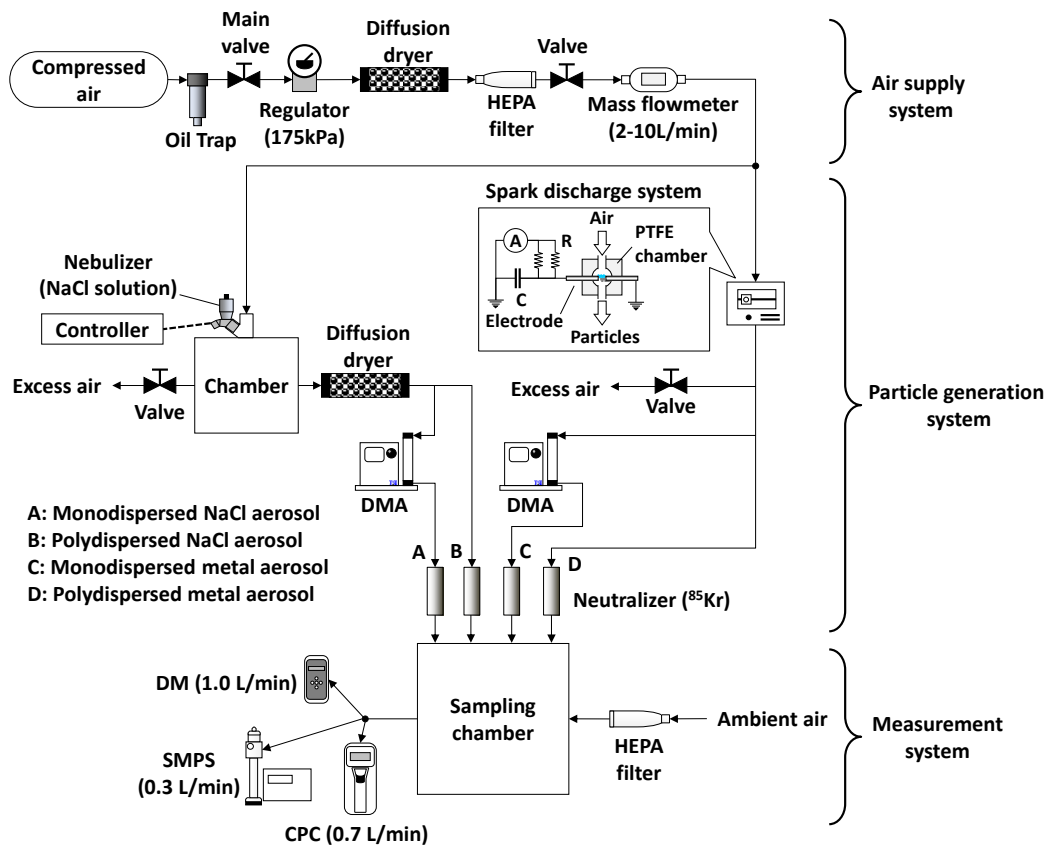 Compressed
air
Oil Trap
Main
valve
Regulator
(175kPa)
Diffusion
dryer
HEPA
filter
Valve
Mass flowmeter
(2-10L/min)
Air supply
system
Spark discharge system
Air
A
R
PTFE
chamber
C
Electrode
Particles
Nebulizer
(NaCl solution)
Controller
Diffusion
dryer
Excess air
Valve
Chamber
Excess air
Valve
Particle generation
system
DMA
DMA
A: Monodispersed NaCl aerosol
B: Polydispersed NaCl aerosol
C: Monodispersed metal aerosol
D: Polydispersed metal aerosol
A
B
C
D
Neutralizer (⁸⁵Kr)
DM (1.0 L/min)
SMPS
(0.3 L/min)
CPC (0.7 L/min)
Sampling
chamber
HEPA
filter
Ambient air
Measurement
system